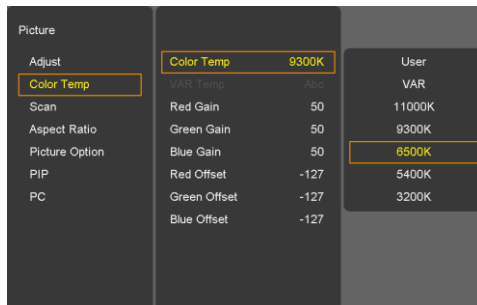 Picture
Adjust
Color Temp
Scan
Aspect Ratio
Picture Option
PIP
PC
Color Temp 9300K
VAR Temp Abc
Red Gain 50
Green Gain 50
Blue Gain 50
Red Offset -127
Green Offset -127
Blue Offset -127
User
VAR
11000K
9300K
6500K
5400K
3200K